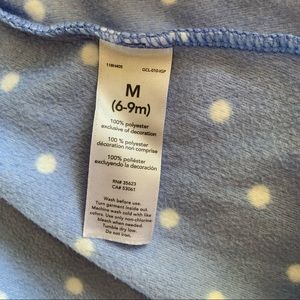 GCL-010-KSP
M
(6-9m)
100% polyester
exclusive of decoration
100 % polyester
décoration non comprise
100% poliéster
excluyendo la decoración
RN# 35623
CA# 53061
Wash before use.
Turn garment inside out.
Machine wash cold with like
colors. Use only non-chlorine
bleach when needed.
Tumble dry low.
Do not iron.